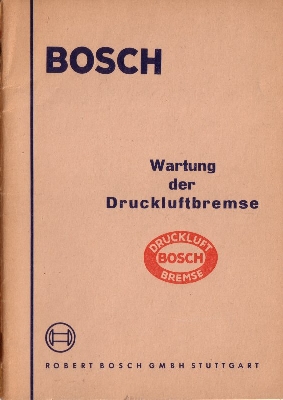 BOSCH
Wartung
der
Druckluftbremse
DRUCKLUFT
BOSCH
BREMSE
ROBERT BOSCH GMBH STUTTGART